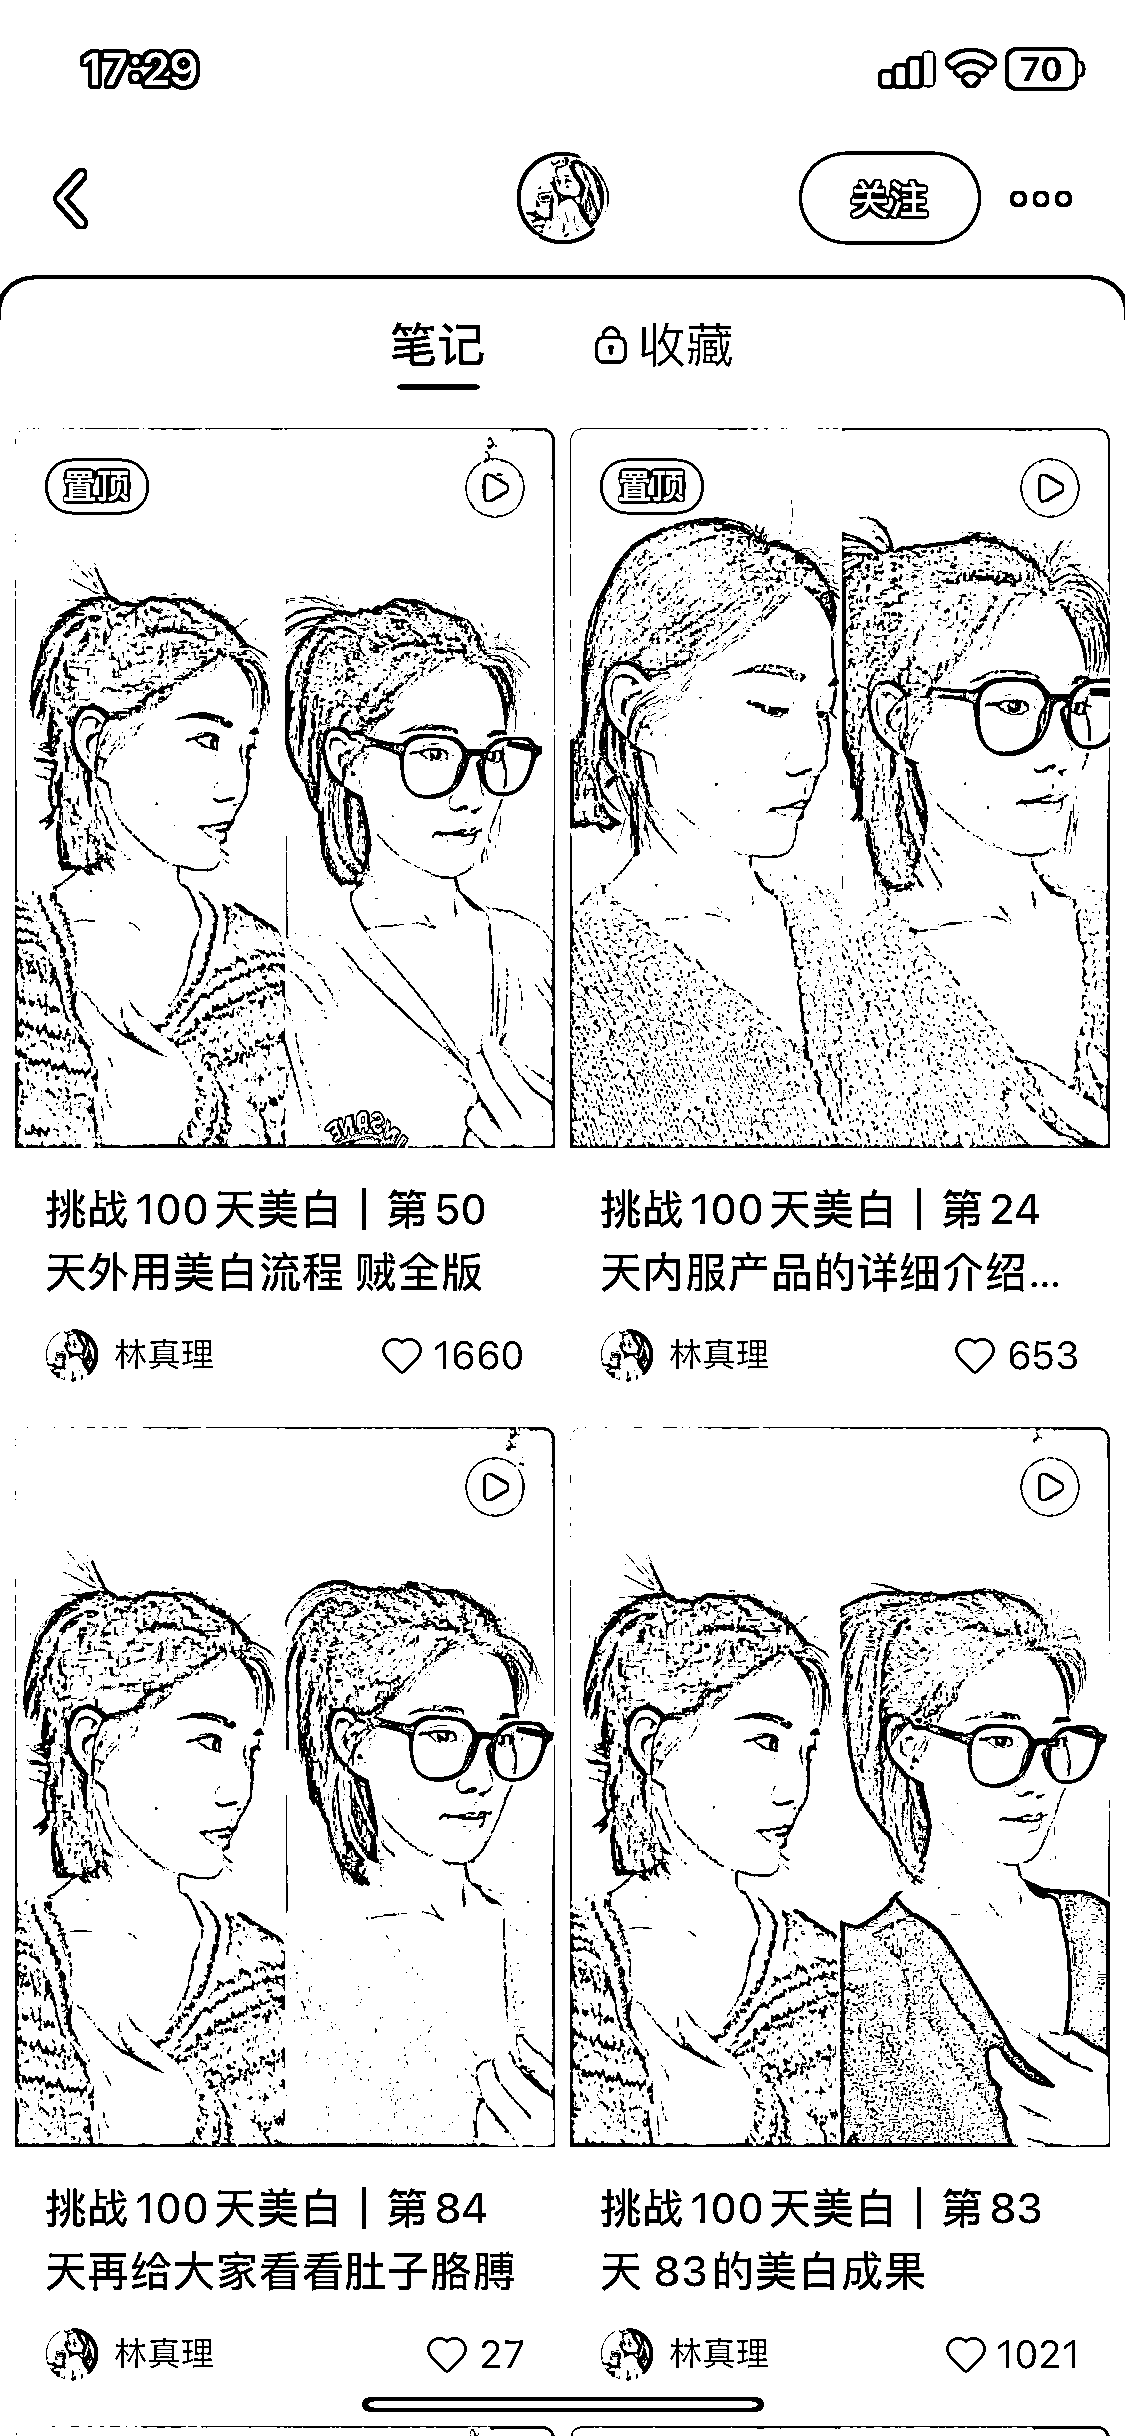 17:29
70
关注
笔记 收藏
置顶
置顶
挑战100天美白｜第50
天外用美白流程 贼全版
林真理 1660
挑战100天美白｜第24
天内服产品的详细介绍...
林真理 653
挑战100天美白｜第84
天再给大家看看肚子胳膊
林真理 27
挑战100天美白｜第83
天 83的美白成果
林真理 1021